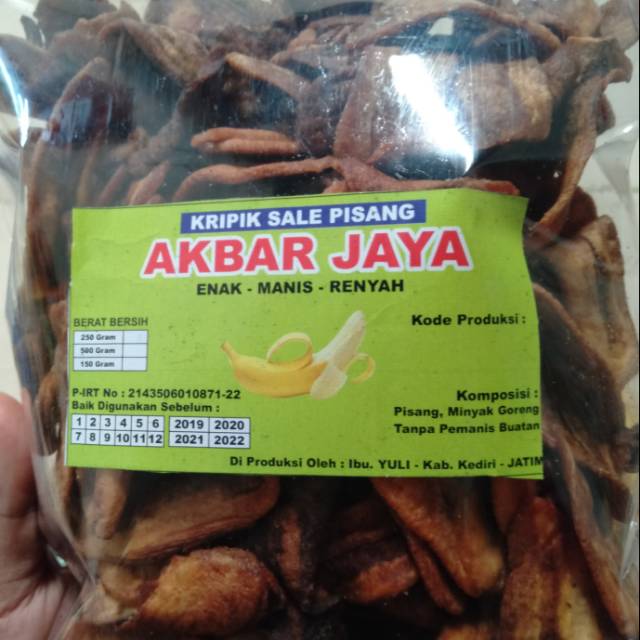 KRIPIK SALE PISANG
AKBAR JAYA
ENAK - MANIS - RENYAH
BERAT BERSIH
250 Gram
500 Gram
150 Gram
Kode Produksi :
P-IRT No : 2143506010871-22
Baik Digunakan Sebelum :
1 2 3 4 5 6 2019 2020
7 8 9 10 11 12 2021 2022
Komposisi :
Pisang, Minyak Goreng
Tanpa Pemanis Buatan
Di Produksi Oleh : Ibu. YULI - Kab. Kediri - JATIM